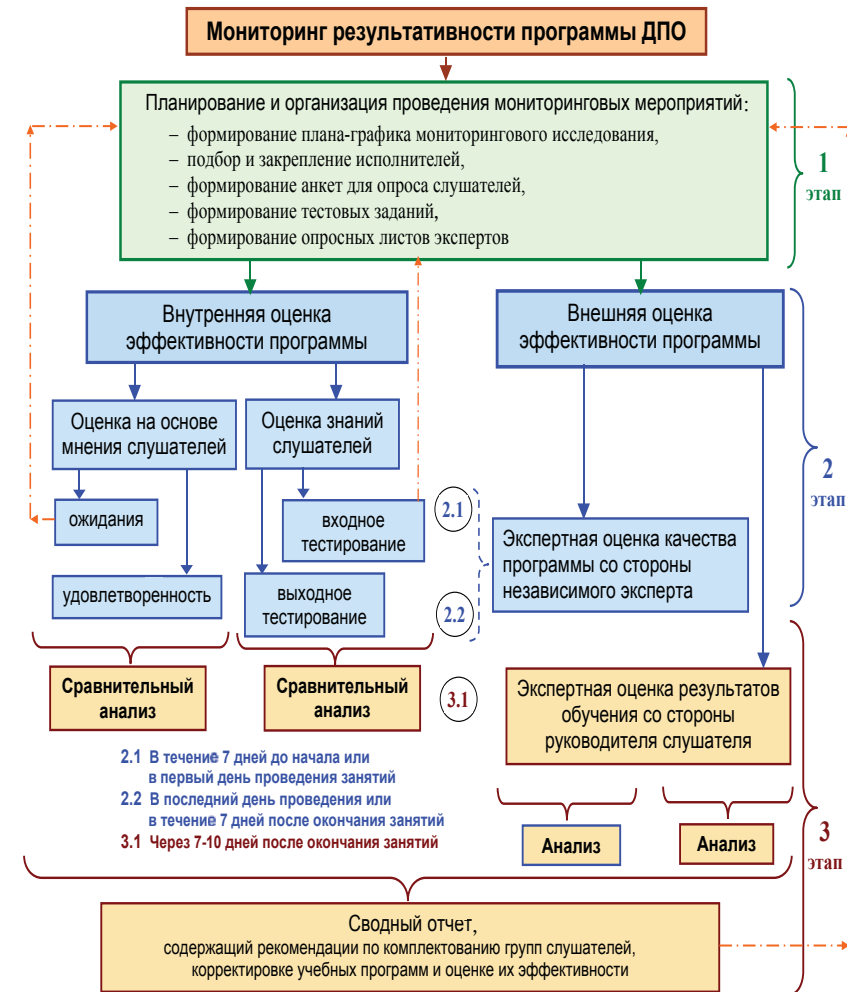 Мониторинг результативности программы ДПО
Планирование и организация проведения мониторинговых мероприятий:
– формирование плана-графика мониторингового исследования,
– подбор и закрепление исполнителей,
– формирование анкет для опроса слушателей,
– формирование тестовых заданий,
– формирование опросных листов экспертов
1
этап
Внутренняя оценка
эффективности программы
Внешняя оценка
эффективности программы
Оценка на основе
мнения слушателей
Оценка знаний
слушателей
2
этап
ожидания
входное
тестирование
2.1
Экспертная оценка качества
программы со стороны
независимого эксперта
удовлетворенность
выходное
тестирование
2.2
Сравнительный
анализ
Сравнительный
анализ
3.1
Экспертная оценка результатов
обучения со стороны
руководителя слушателя
2.1 В течение 7 дней до начала или
в первый день проведения занятий
2.2 В последний день проведения или
в течение 7 дней после окончания занятий
3.1 Через 7-10 дней после окончания занятий
Анализ
Анализ
3
этап
Сводный отчет,
содержащий рекомендации по комплектованию групп слушателей,
корректировке учебных программ и оценке их эффективности